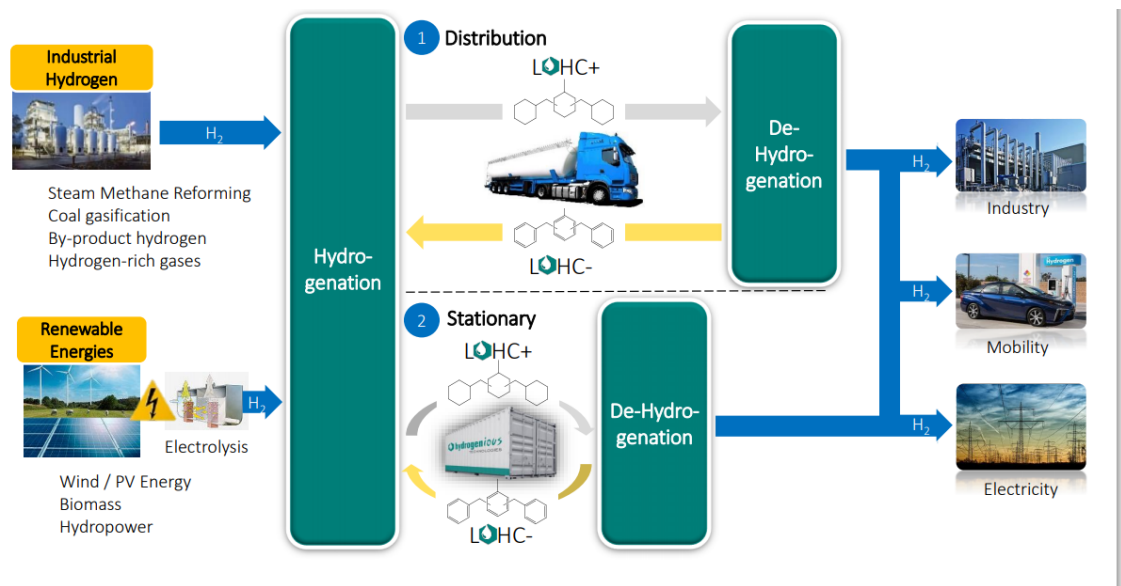 Industrial
Hydrogen
H2
Steam Methane Reforming
Coal gasification
By-product hydrogen
Hydrogen-rich gases
Renewable
Energies
Electrolysis
H2
Wind / PV Energy
Biomass
Hydropower
Hydro-
genation
1 Distribution
LOHC+
LOHC-
De-
Hydro-
genation
2 Stationary
LOHC+
hydrogenious
LOHC-
De-Hydro-
genation
H2
Industry
Hydrogen
H2
Mobility
H2
Electricity